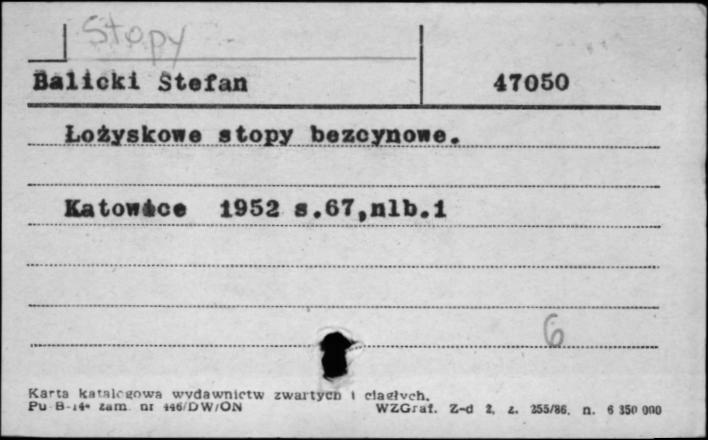 Stopy
Balicki Stefan 47050
Łożyskowe stopy bezcynowe.
Katowice 1952 s.67,nlb.1
6
Karta katalogowa wydawnictw zwartych i ciągłych.
Pu-B-14* zam. nr 446/DW/ON WZGraf. Z-d 2, z. 255/86. n. 6 350 000